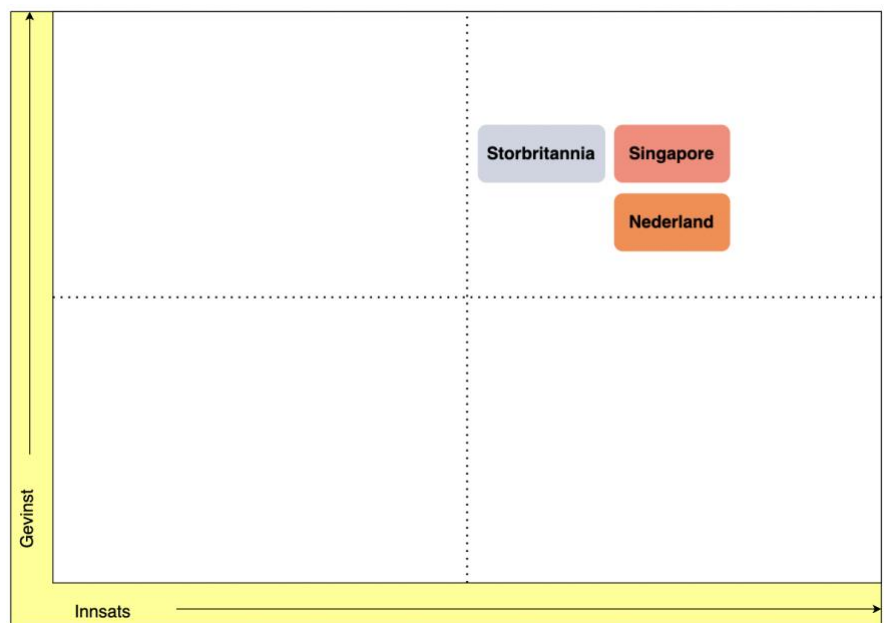 Storbritannia
Singapore
Nederland
Gevinst
Innsats